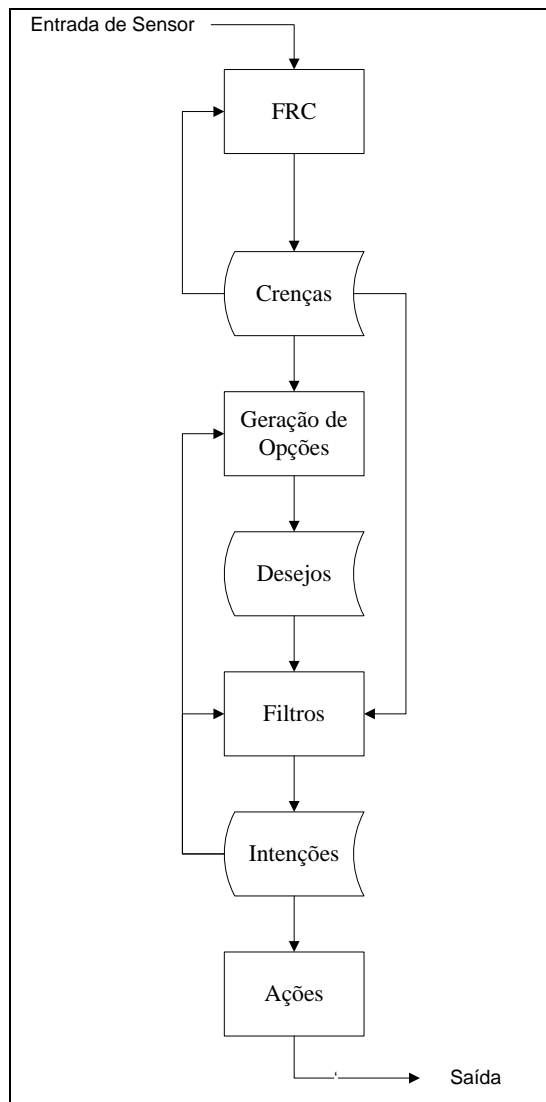 Entrada de Sensor
FRC
Crenças
Geração de
Opções
Desejos
Filtros
Intenções
Ações
Saída